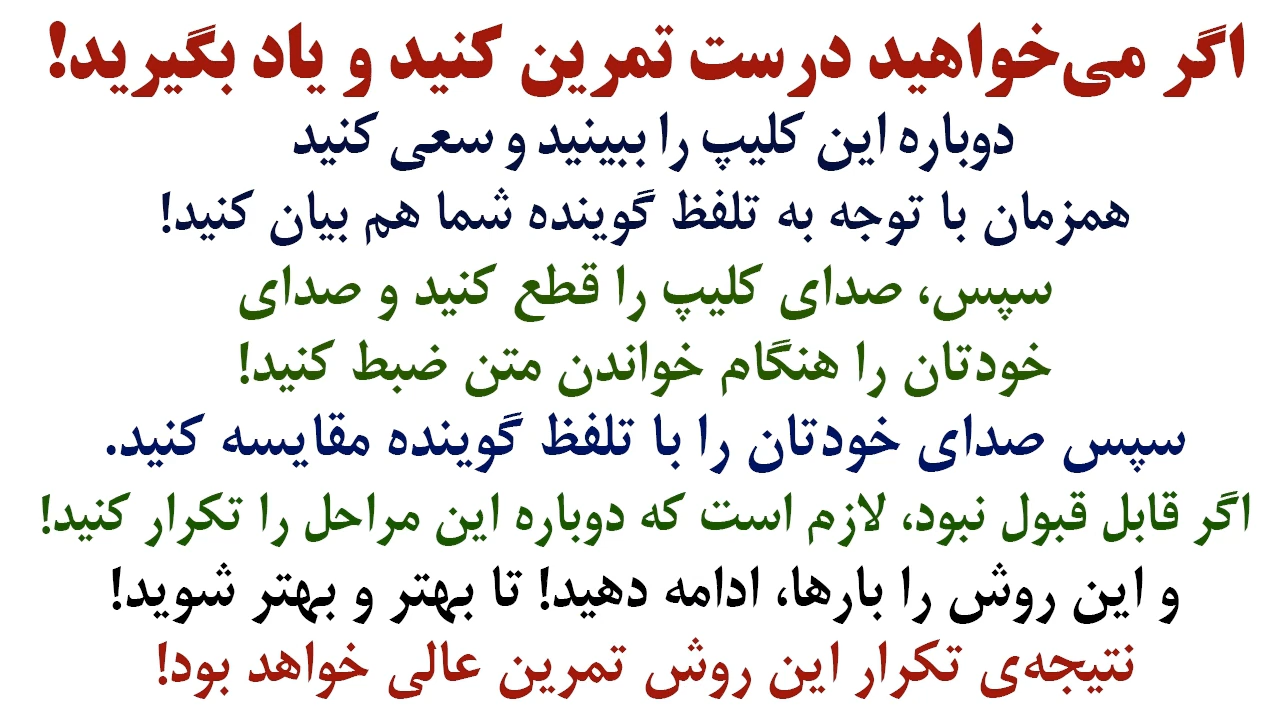 اگر می‌خواهید درست تمرین کنید و یاد بگیرید!
دوباره این کلیپ را ببینید و سعی کنید
همزمان با توجه به تلفظ گوینده شما هم بیان کنید!
سپس، صدای کلیپ را قطع کنید و صدای
خودتان را هنگام خواندن متن ضبط کنید!
سپس صدای خودتان را با تلفظ گوینده مقایسه کنید.
اگر قابل قبول نبود، لازم است که دوباره این مراحل را تکرار کنید!
و این روش را بارها، ادامه دهید! تا بهتر و بهتر شوید!
نتیجه‌ی تکرار این روش تمرین عالی خواهد بود!